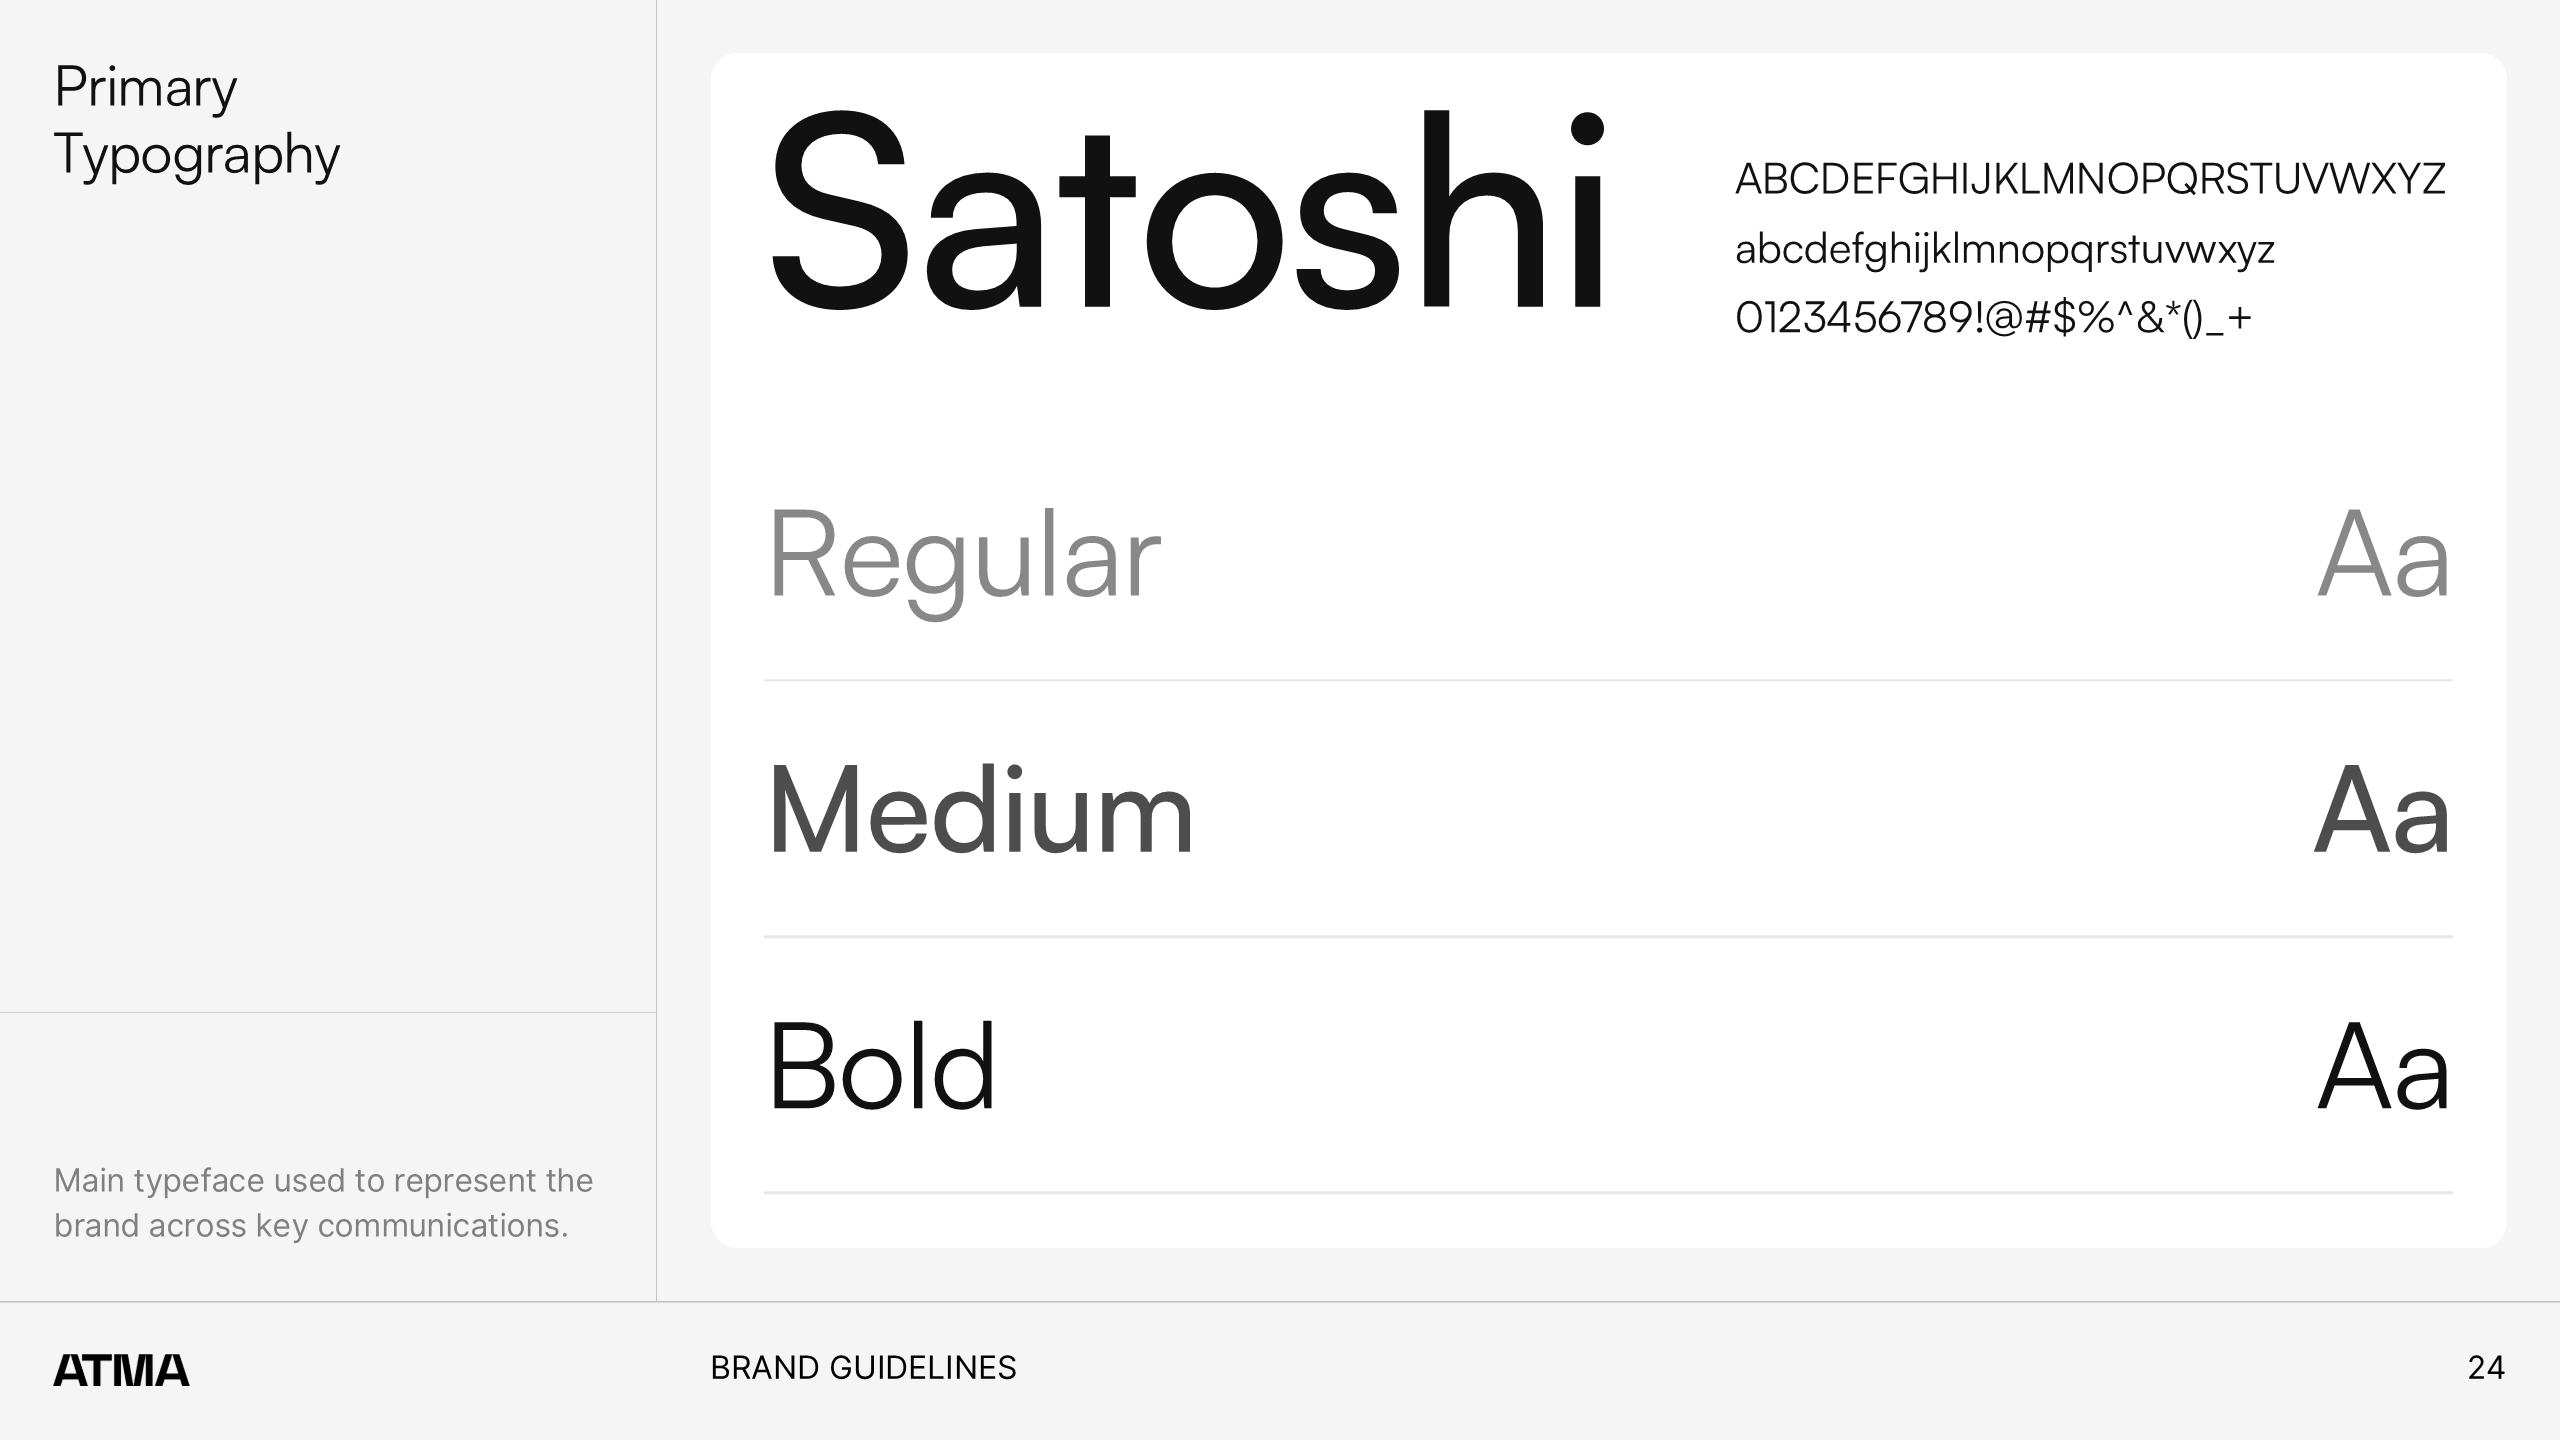 Primary
Typography
Satoshi
ABCDEFGHIJKLMNOPQRSTUVWXYZ
abcdefghijklmnopqrstuvwxyz
0123456789!@#$%^&*()_+
Regular Aa
Medium Aa
Bold Aa
Main typeface used to represent the
brand across key communications.
ATMA BRAND GUIDELINES 24